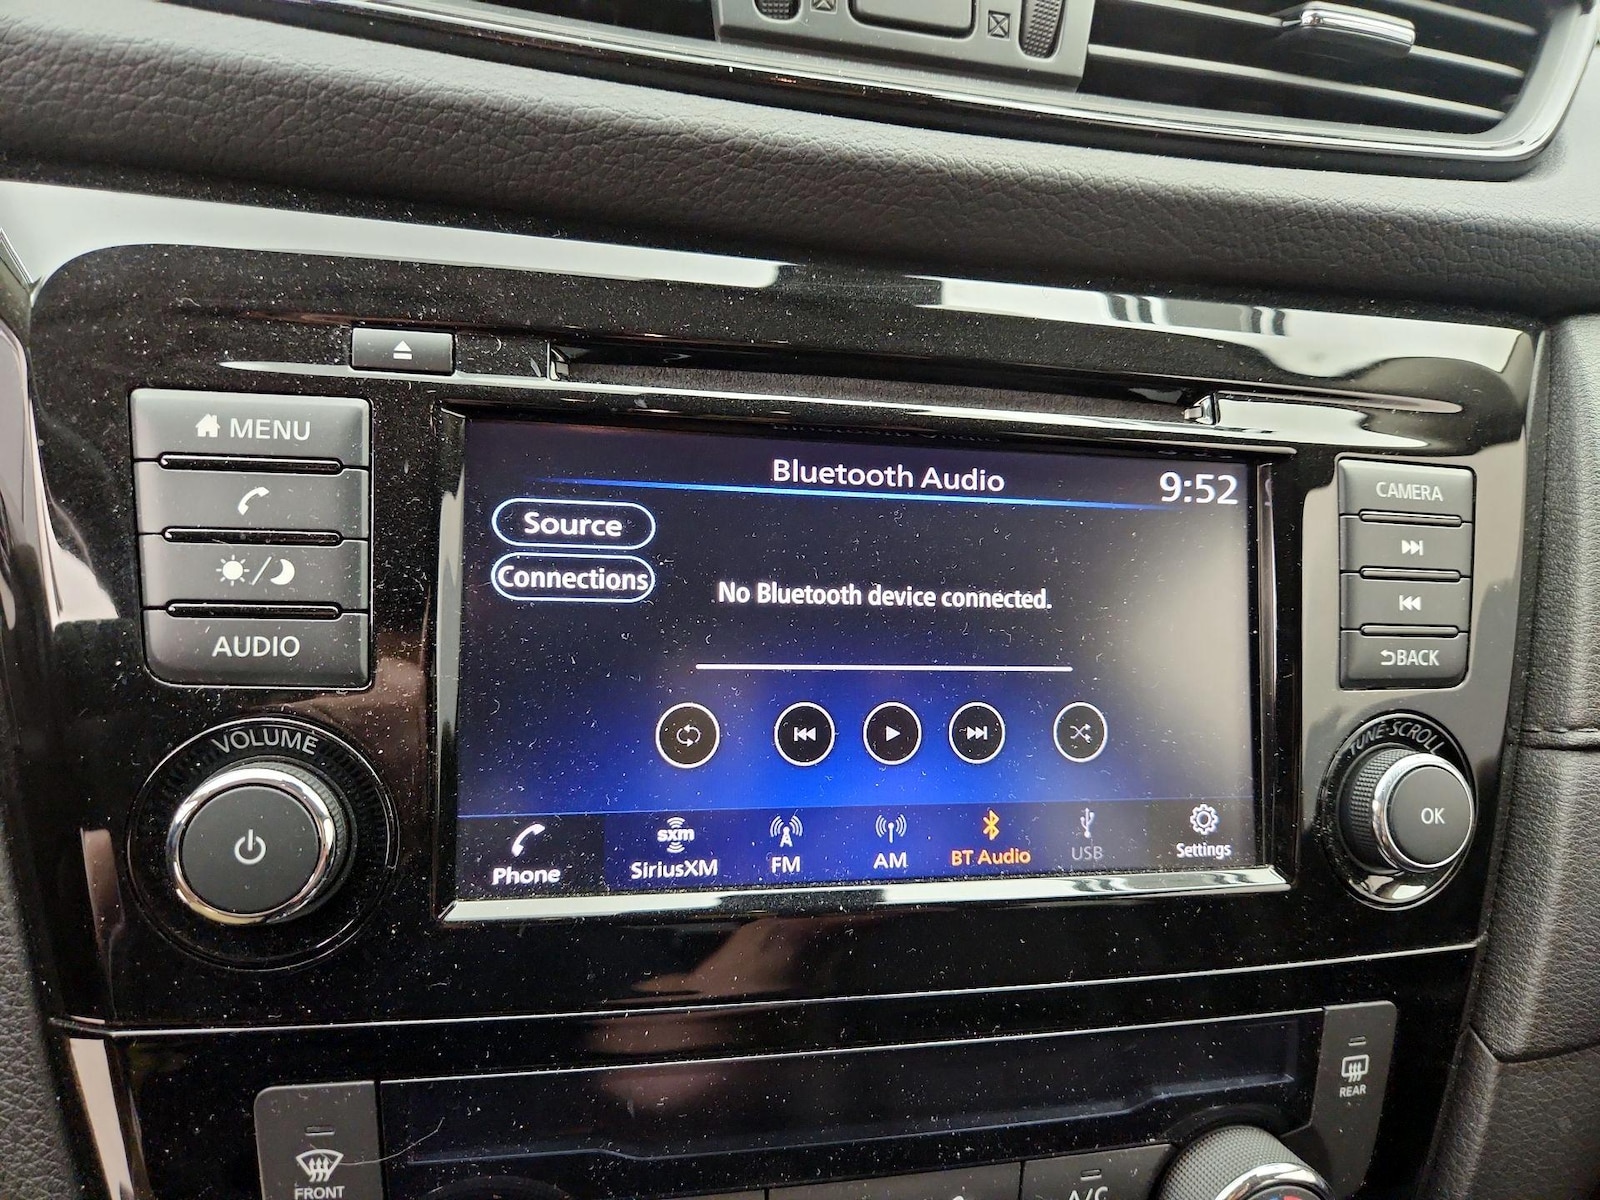 MENU
AUDIO
VOLUME
Bluetooth Audio
9:52
Source
Connections
No Bluetooth device connected.
Phone
sxm
SiriusXM
FM
AM
BT Audio
USB
Settings
CAMERA
BACK
TUNE·SCROLL
OK
FRONT
A/C
REAR